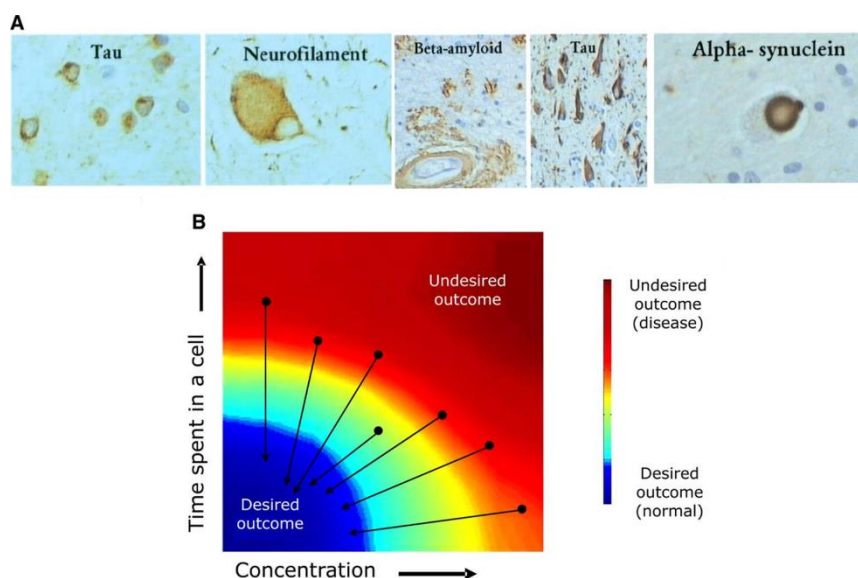 A
Tau
Neurofilament
Beta-amyloid
Tau
Alpha- synuclein
B
Time spent in a cell
Undesired
outcome
Desired
outcome
Concentration
Undesired
outcome
(disease)
Desired
outcome
(normal)